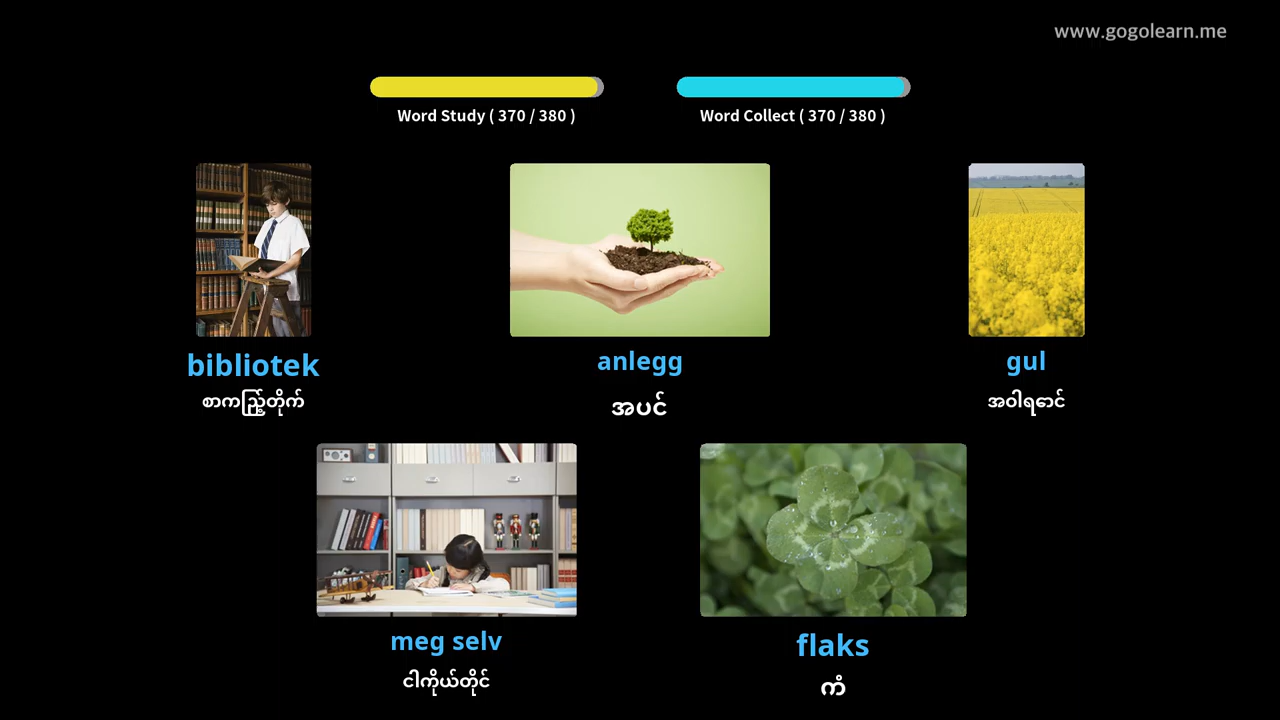 www.gogolearn.me
Word Study ( 370 / 380 )
Word Collect ( 370 / 380 )
bibliotek
စာကြည့်တိုက်
anlegg
အပင်
gul
အဝါရောင်
meg selv
ငါကိုယ်တိုင်
flaks
ကံ